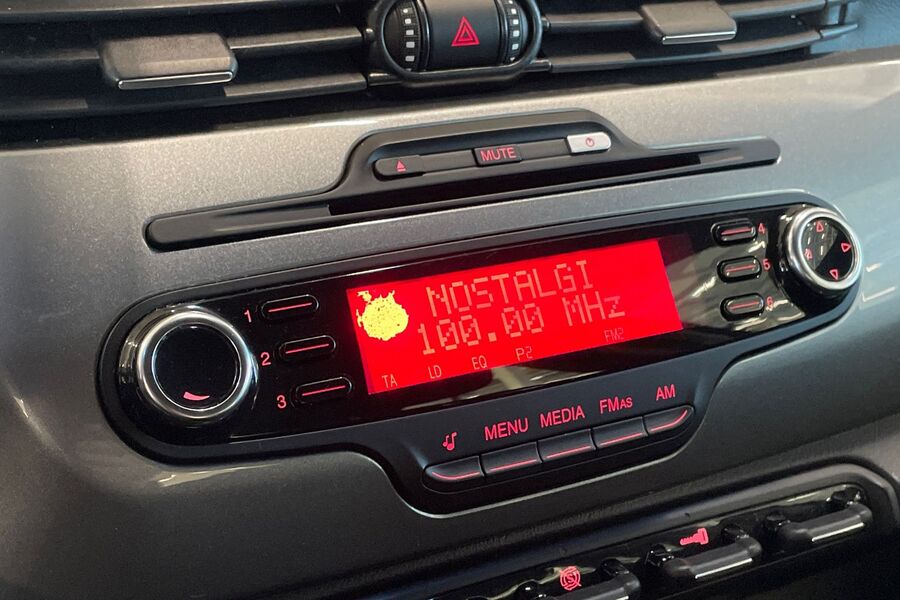 MUTE
1
2
3
NOSTALGI
100.00 MHz
TA LD EQ P2 FM2
4
5
6
MENU MEDIA FMAS AM